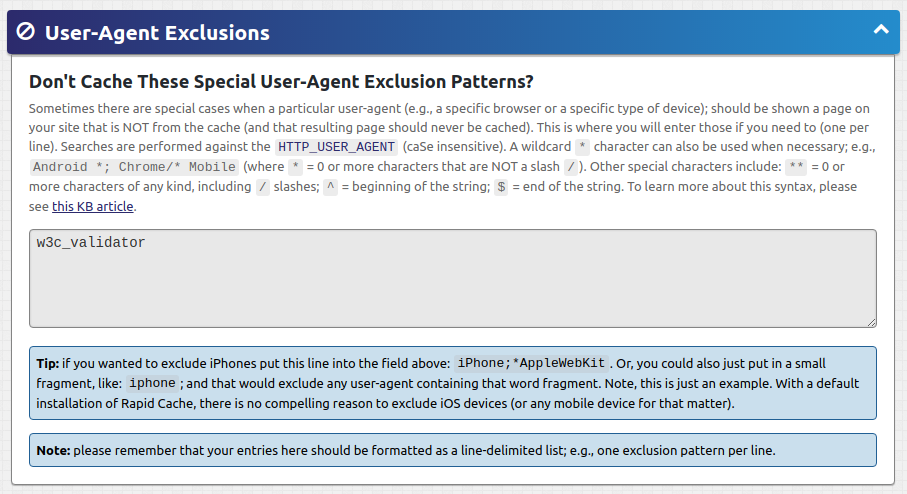 User-Agent Exclusions
Don't Cache These Special User-Agent Exclusion Patterns?
Sometimes there are special cases when a particular user-agent (e.g., a specific browser or a specific type of device); should be shown a page on
your site that is NOT from the cache (and that resulting page should never be cached). This is where you will enter those if you need to (one per
line). Searches are performed against the HTTP_USER_AGENT (caSe insensitive). A wildcard * character can also be used when necessary; e.g.,
Android *; Chrome/* Mobile (where * = 0 or more characters that are NOT a slash /). Other special characters include: ** = 0 or
more characters of any kind, including / slashes; ^ = beginning of the string; $ = end of the string. To learn more about this syntax, please
see this KB article.
w3c_validator
Tip: if you wanted to exclude iPhones put this line into the field above: iPhone;*AppleWebKit. Or, you could also just put in a small
fragment, like: iphone; and that would exclude any user-agent containing that word fragment. Note, this is just an example. With a default
installation of Rapid Cache, there is no compelling reason to exclude iOS devices (or any mobile device for that matter).
Note: please remember that your entries here should be formatted as a line-delimited list; e.g., one exclusion pattern per line.